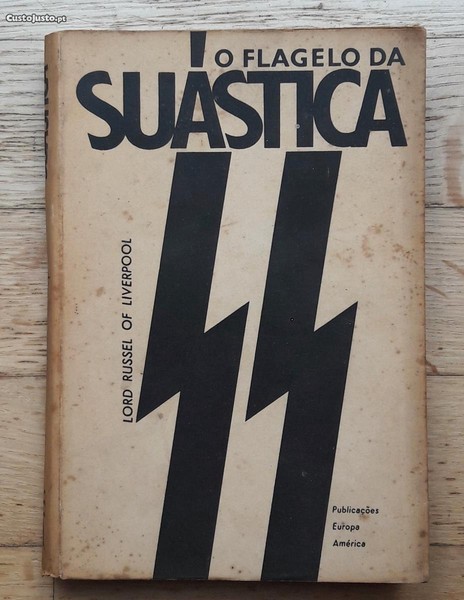 CustoJusto.pt
O FLAGELO DA
SUÁSTICA
LORD RUSSEL OF LIVERPOOL
Publicações
Europa
América